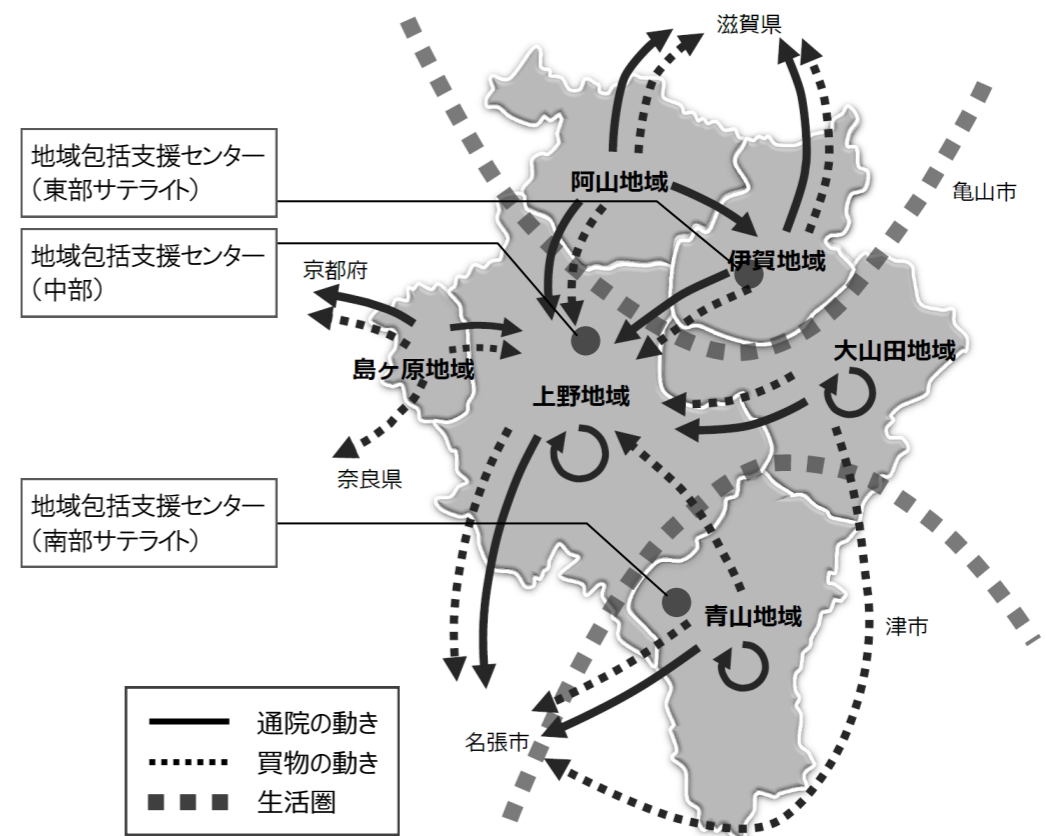 滋賀県
地域包括支援センター
（東部サテライト）
阿山地域
亀山市
地域包括支援センター
（中部）
伊賀地域
京都府
大山田地域
島ヶ原地域
上野地域
奈良県
地域包括支援センター
（南部サテライト）
青山地域
津市
名張市
通院の動き
買物の動き
生活圏